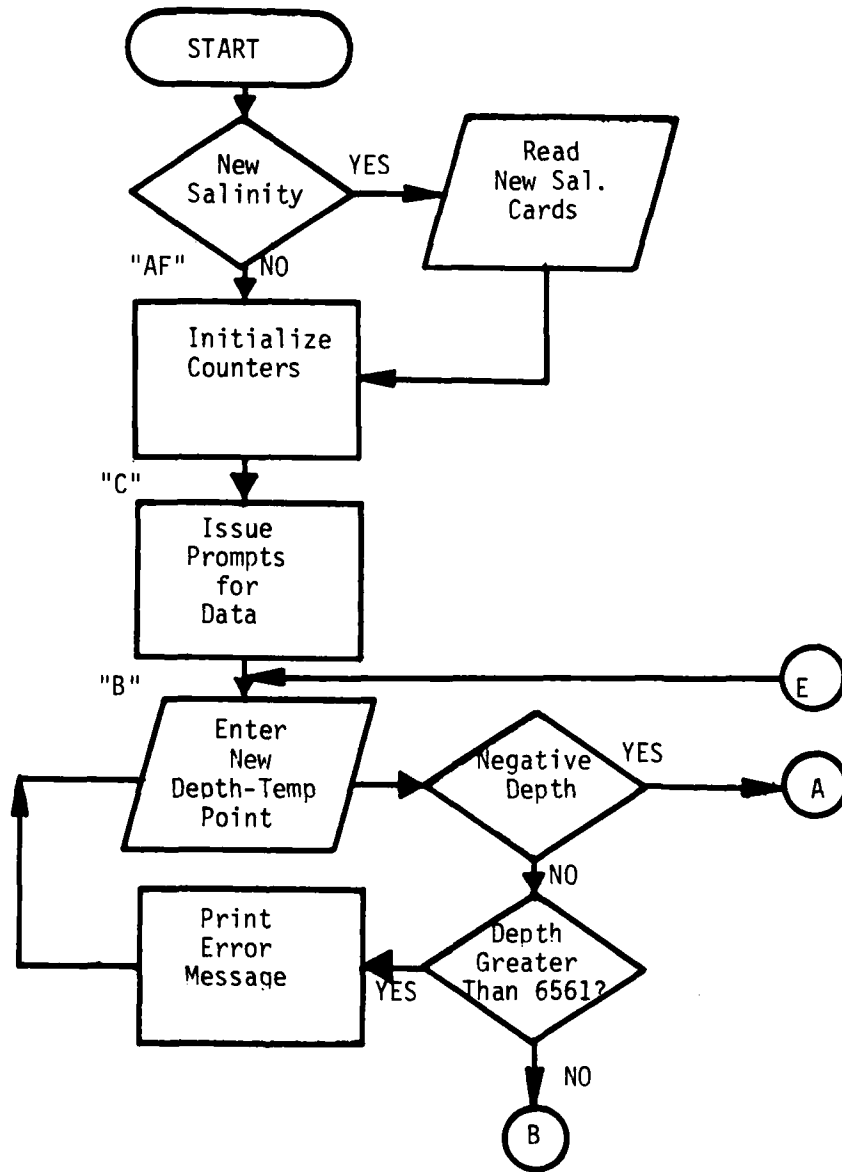 START
New
Salinity
YES
Read
New Sal.
Cards
"AF"
NO
Initialize
Counters
"C"
Issue
Prompts
for
Data
"B"
E
Enter
New
Depth-Temp
Point
Negative
Depth
YES
A
NO
Print
Error
Message
YES
Depth
Greater
Than 6561?
NO
B